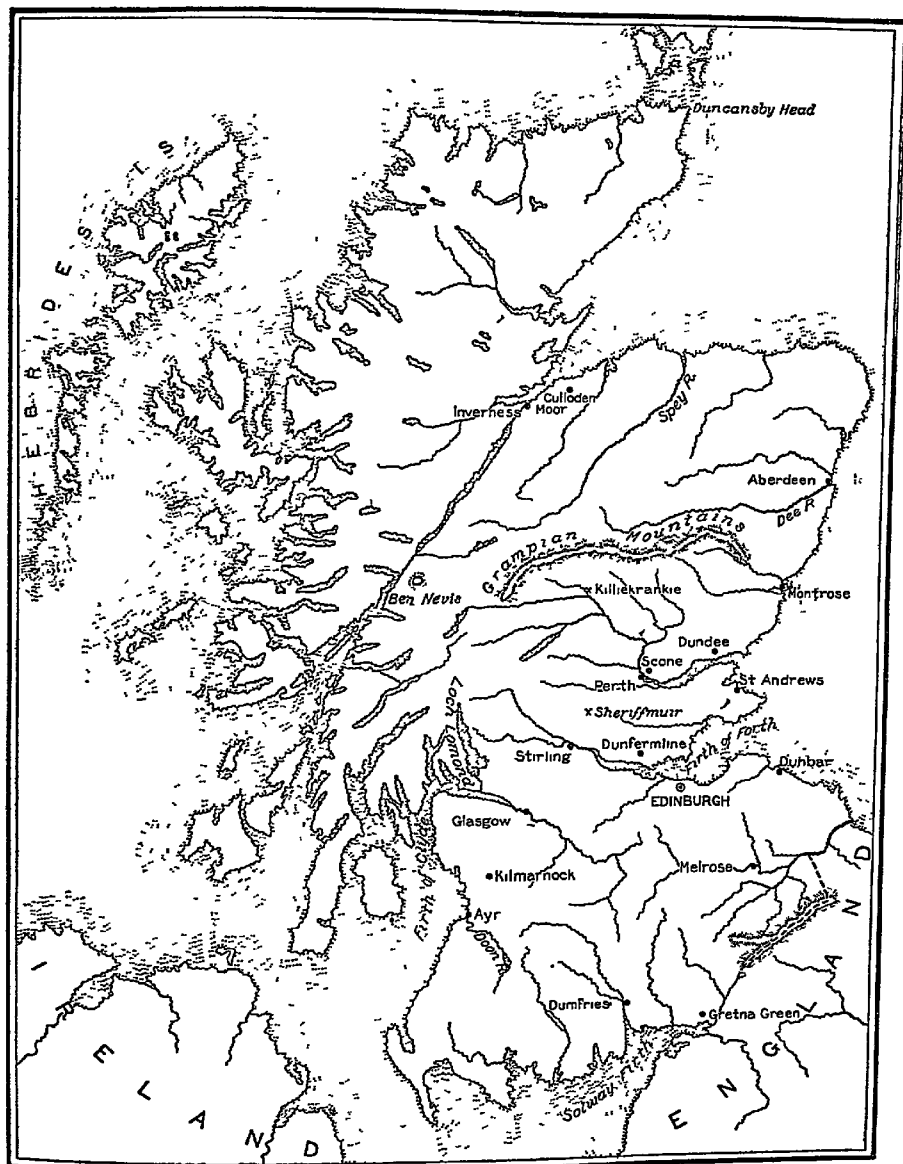 Duncansby Head
HEBRIDES IS.
Culloden
Moor
Inverness
Spey R.
Aberdeen
Dee R
Grampian Mountains
Ben Nevis
Killiekrankie
Montrose
Dundee
Scone
Perth
St Andrews
Loch Lomond
Sheriffmuir
Stirling
Dunfermline
Firth of Forth
Dunbar
EDINBURGH
Glasgow
Firth of Clyde
Kilmarnock
Melrose
Ayr
Doon R.
Dumfries
Gretna Green
Solway Firth
ENGLAND